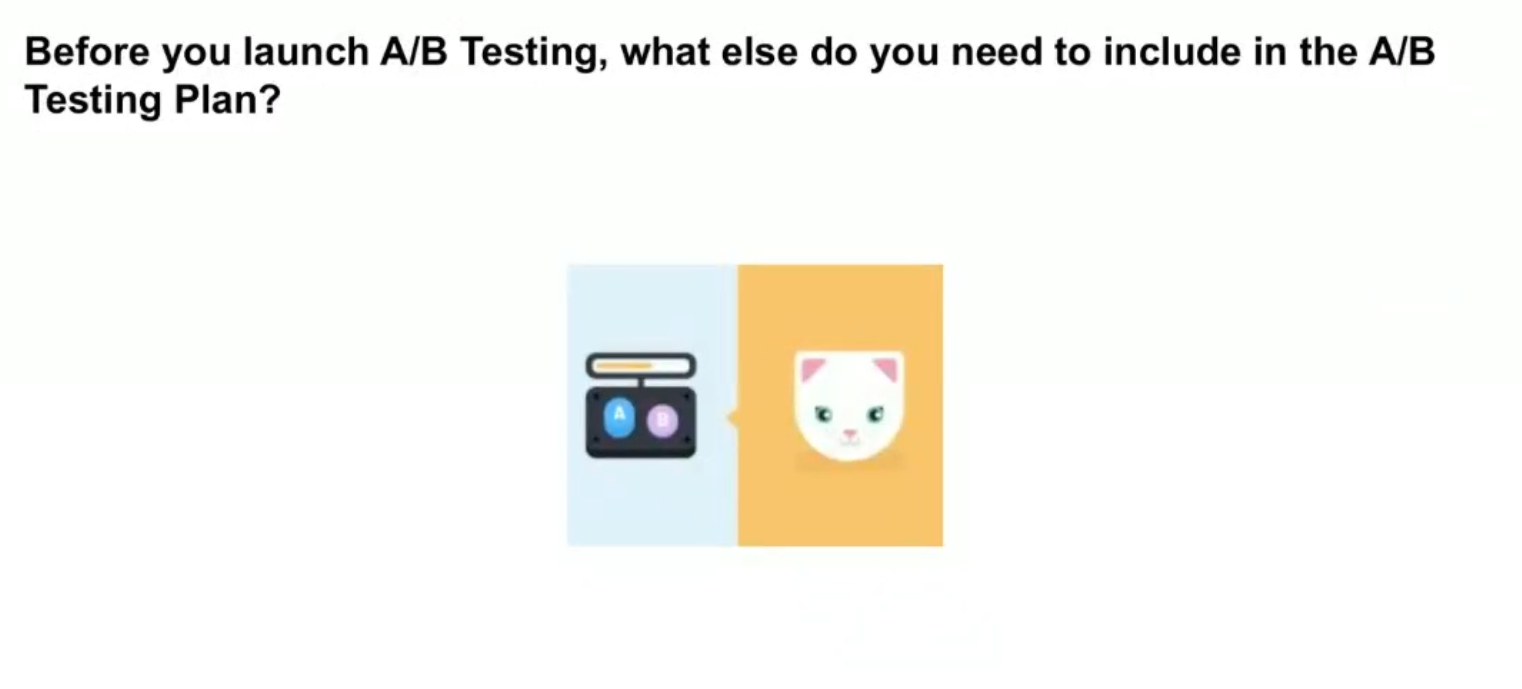 Before you launch A/B Testing, what else do you need to include in the A/B
Testing Plan?
A B